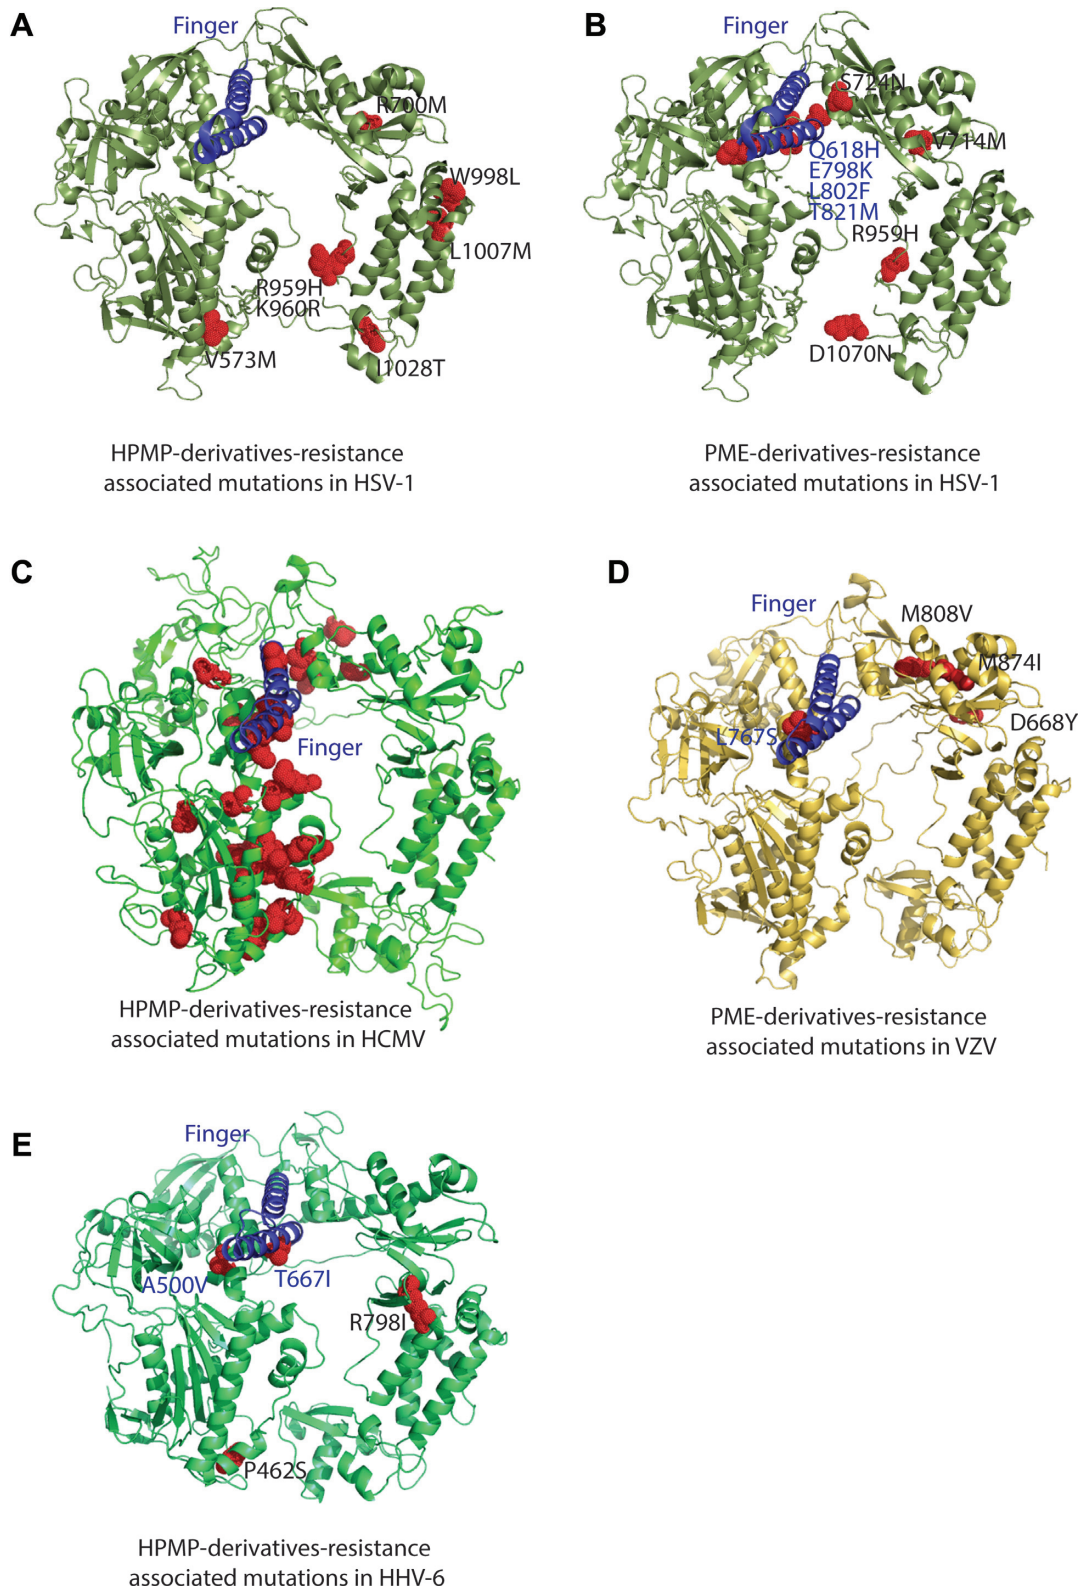 A
Finger
R700M
W998L
L1007M
R959H
K960R
V573M
I1028T
HPMP-derivatives-resistance
associated mutations in HSV-1
B
Finger
S724N
V714M
Q618H
E798K
L802F
T821M
R959H
D1070N
PME-derivatives-resistance
associated mutations in HSV-1
C
Finger
HPMP-derivatives-resistance
associated mutations in HCMV
D
Finger
M808V
M874I
D668Y
L767S
PME-derivatives-resistance
associated mutations in VZV
E
Finger
A500V
T667I
R798I
P462S
HPMP-derivatives-resistance
associated mutations in HHV-6